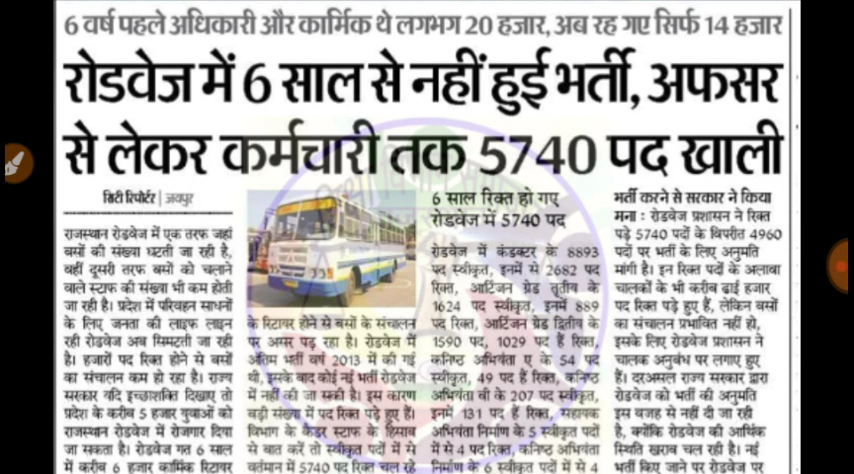 6 वर्ष पहले अधिकारी और कार्मिक थे लगभग 20 हजार, अब रह गए सिर्फ 14 हजार
रोडवेज में 6 साल से नहीं हुई भर्ती, अफसर
से लेकर कर्मचारी तक 5740 पद खाली
सिटी रिपोर्टर | जयपुर
राजस्थान रोडवेज में एक तरफ जहां
बसों की संख्या घटती जा रही है,
वहीं दूसरी तरफ बसों को चलाने
वाले स्टाफ की संख्या भी कम होती
जा रही है। प्रदेश में परिवहन साधनों
के लिए जनता की लाइफ लाइन
रही रोडवेज अब सिमटती जा रही
है। हजारों पद रिक्त होने से बसों
का संचालन कम हो रहा है। राज्य
सरकार यदि इच्छाशक्ति दिखाए तो
प्रदेश के करीब 5 हजार युवाओं को
राजस्थान रोडवेज में रोजगार दिया
जा सकता है। रोडवेज गत 6 साल
में करीब 6 हजार कार्मिक रिटायर
के रिटायर होने से बसों के संचालन
पर असर पड़ रहा है। रोडवेज में
अंतिम भर्ती वर्ष 2013 में की गई
थी, इसके बाद कोई नई भर्ती रोडवेज
में नहीं की जा सकी है। इस कारण
बड़ी संख्या में पद रिक्त पड़े हुए हैं।
विभाग के कैडर स्टाफ के हिसाब
से बात करें तो स्वीकृत पदों में से
वर्तमान में 5740 पद रिक्त चल रहे
6 साल रिक्त हो गए
रोडवेज में 5740 पद
रोडवेज में कंडक्टर के 8893
पद स्वीकृत, इनमें से 2682 पद
रिक्त, आर्टिजन ग्रेड तृतीय के
1624 पद स्वीकृत, इनमें 889
पद रिक्त, आर्टिजन ग्रेड द्वितीय के
1590 पद, 1029 पद हैं रिक्त,
कनिष्ठ अभियंता ए के 54 पद
स्वीकृत, 49 पद हैं रिक्त, कनिष्ठ
अभियंता बी के 207 पद स्वीकृत,
इनमें 131 पद हैं रिक्त, सहायक
अभियंता निर्माण के 5 स्वीकृत पदों
में से 4 पद रिक्त, कनिष्ठ अभियंता
निर्माण के 6 स्वीकृत पदों में से 4
भर्ती करने से सरकार ने किया
मना : रोडवेज प्रशासन ने रिक्त
पड़े 5740 पदों के विपरीत 4960
पदों पर भर्ती के लिए अनुमति
मांगी है। इन रिक्त पदों के अलावा
चालकों के भी करीब ढाई हजार
पद रिक्त पड़े हुए हैं, लेकिन बसों
का संचालन प्रभावित नहीं हो,
इसके लिए रोडवेज प्रशासन ने
चालक अनुबंध पर लगाए हुए
हैं। दरअसल राज्य सरकार द्वारा
रोडवेज को भर्ती की अनुमति
इस वजह से नहीं दी जा रही
है, क्योंकि रोडवेज की आर्थिक
स्थिति खराब चल रही है। नई
भर्ती किए जाने पर रोडवेज पर